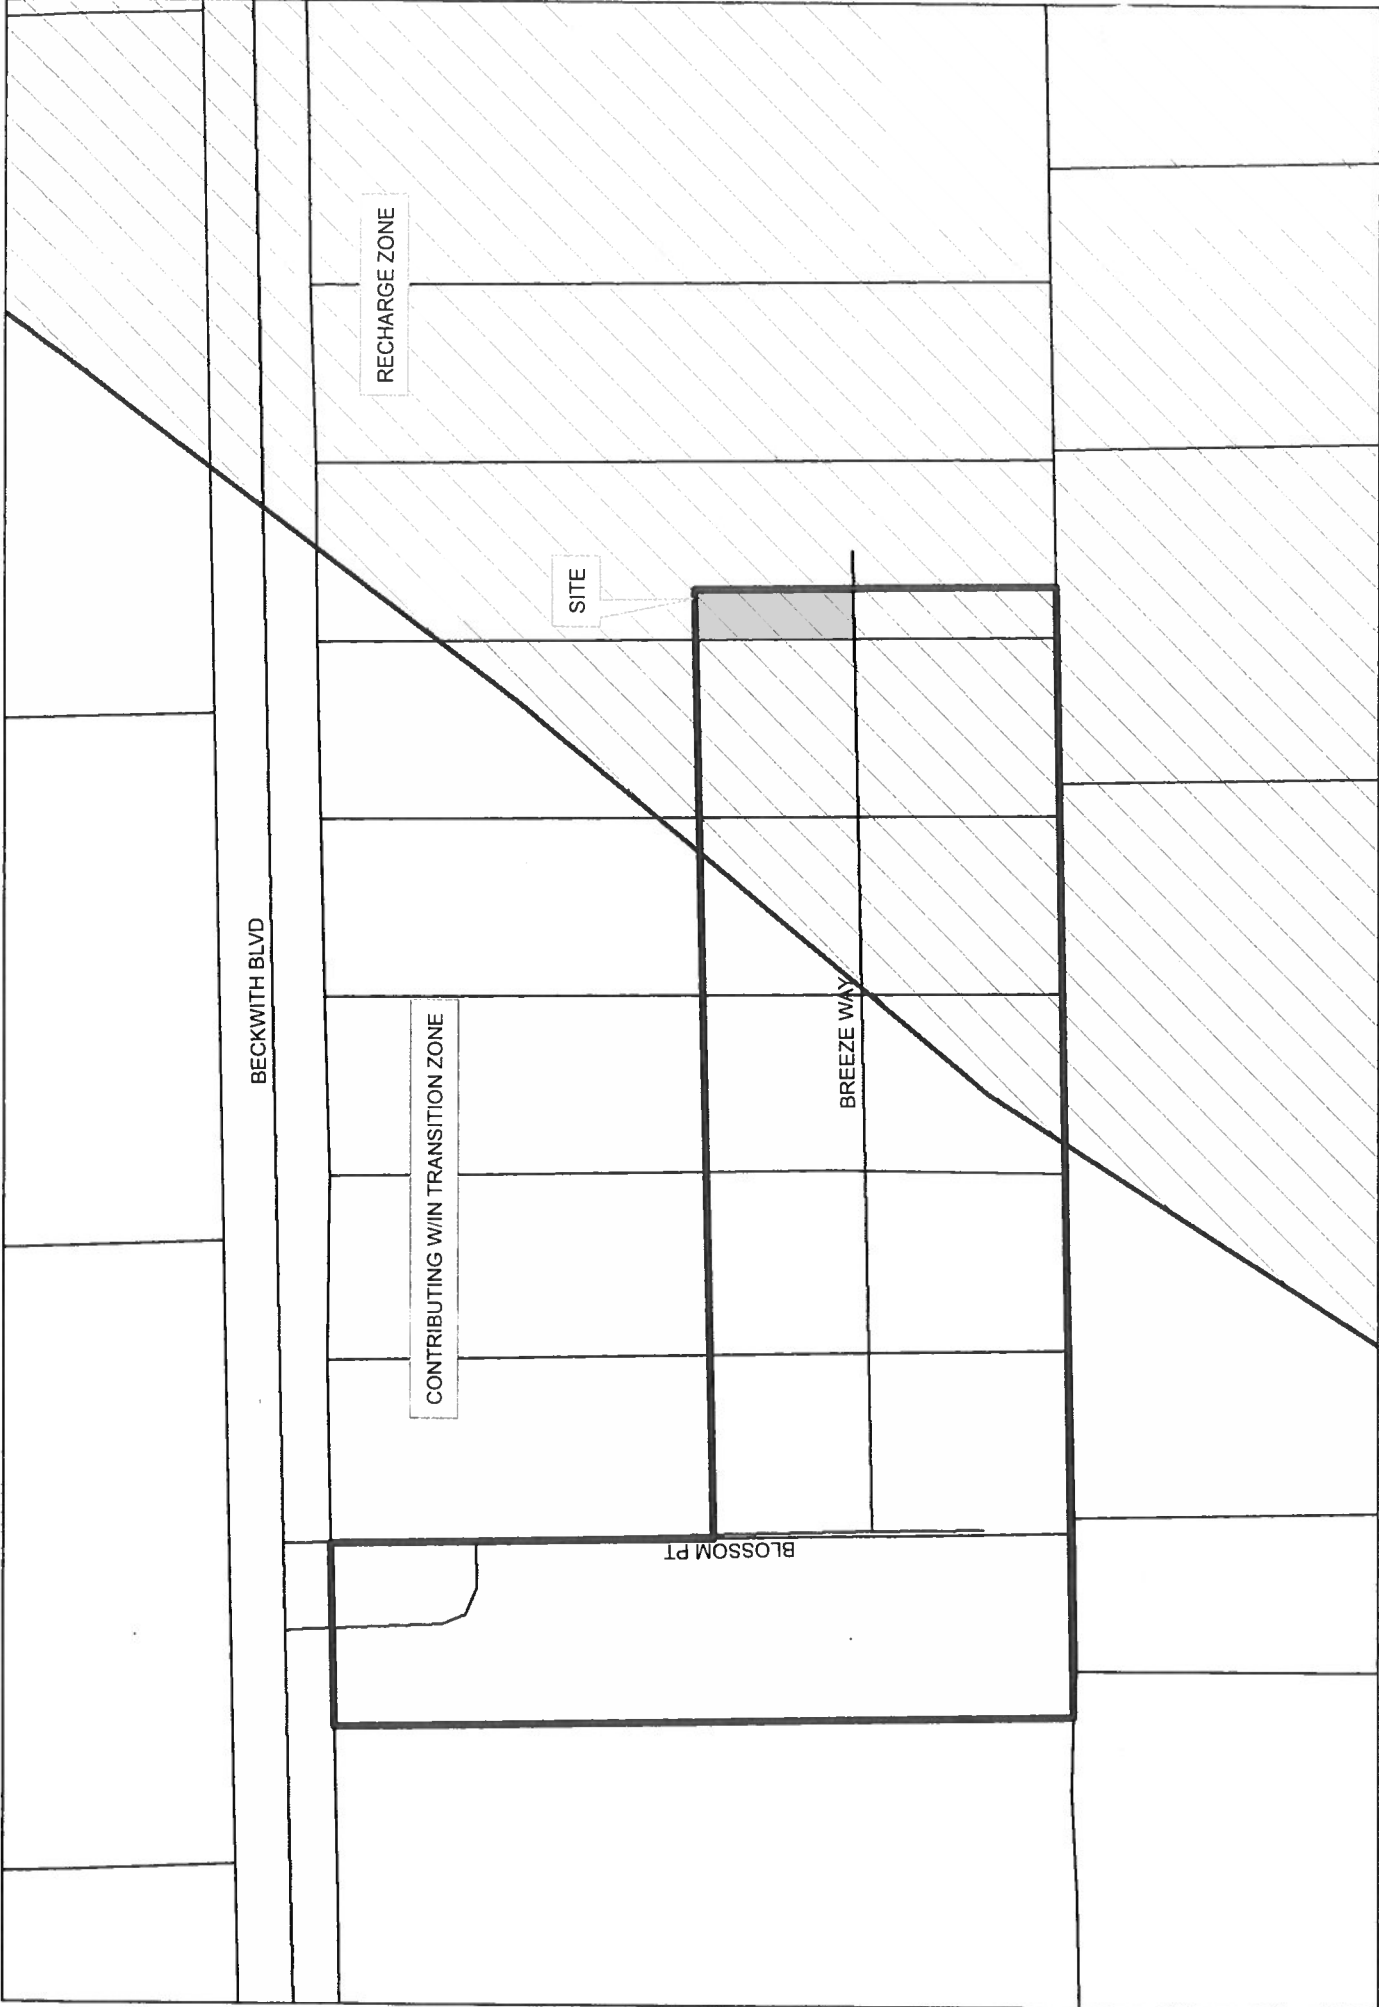 BECKWITH BLVD
RECHARGE ZONE
CONTRIBUTING W/IN TRANSITION ZONE
SITE
BLOSSOM PT
BREEZE WAY